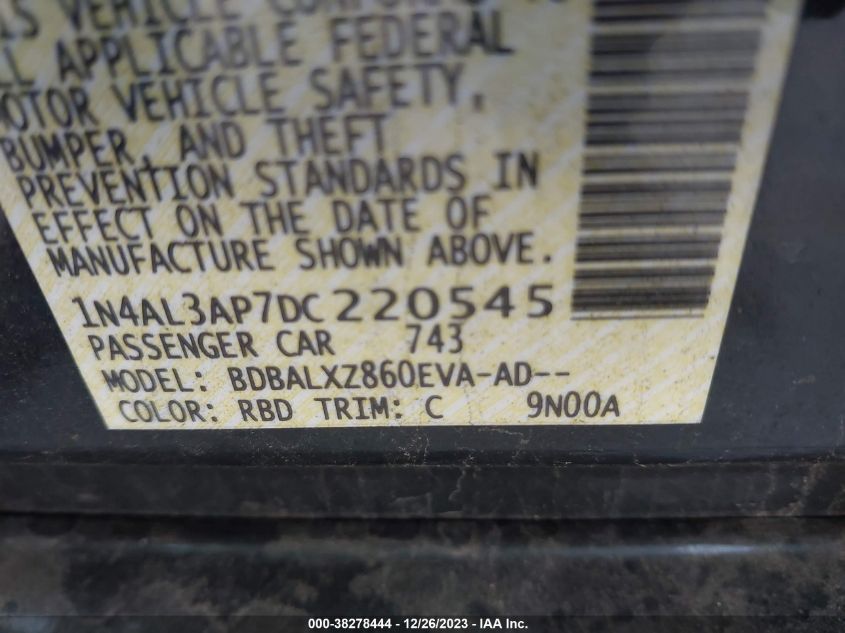 VEHICLE
ALL APPLICABLE FEDERAL
MOTOR VEHICLE SAFETY,
BUMPER, AND THEFT
PREVENTION STANDARDS IN
EFFECT ON THE DATE OF
MANUFACTURE SHOWN ABOVE.
1N4AL3AP7DC220545
PASSENGER CAR 743
MODEL: BDBALXZ860EVA-AD--
COLOR: RBD TRIM: C 9N00A
000-38278444 - 12/26/2023 - IAA Inc.